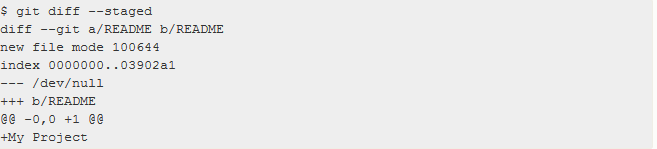 $ git diff --staged
diff --git a/README b/README
new file mode 100644
index 0000000..03902a1
--- /dev/null
+++ b/README
@@ -0,0 +1 @@
+My Project